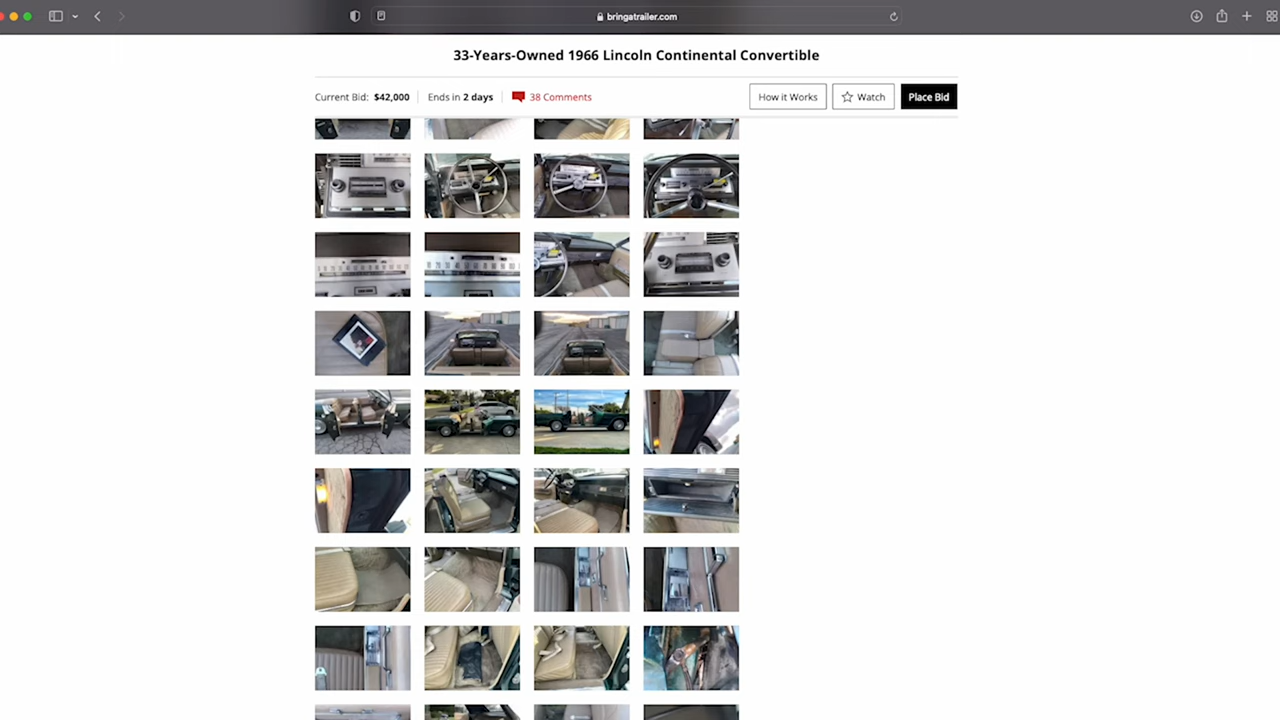 bringatrailer.com
33-Years-Owned 1966 Lincoln Continental Convertible
Current Bid: $42,000 Ends in 2 days 38 Comments How it Works Watch Place Bid